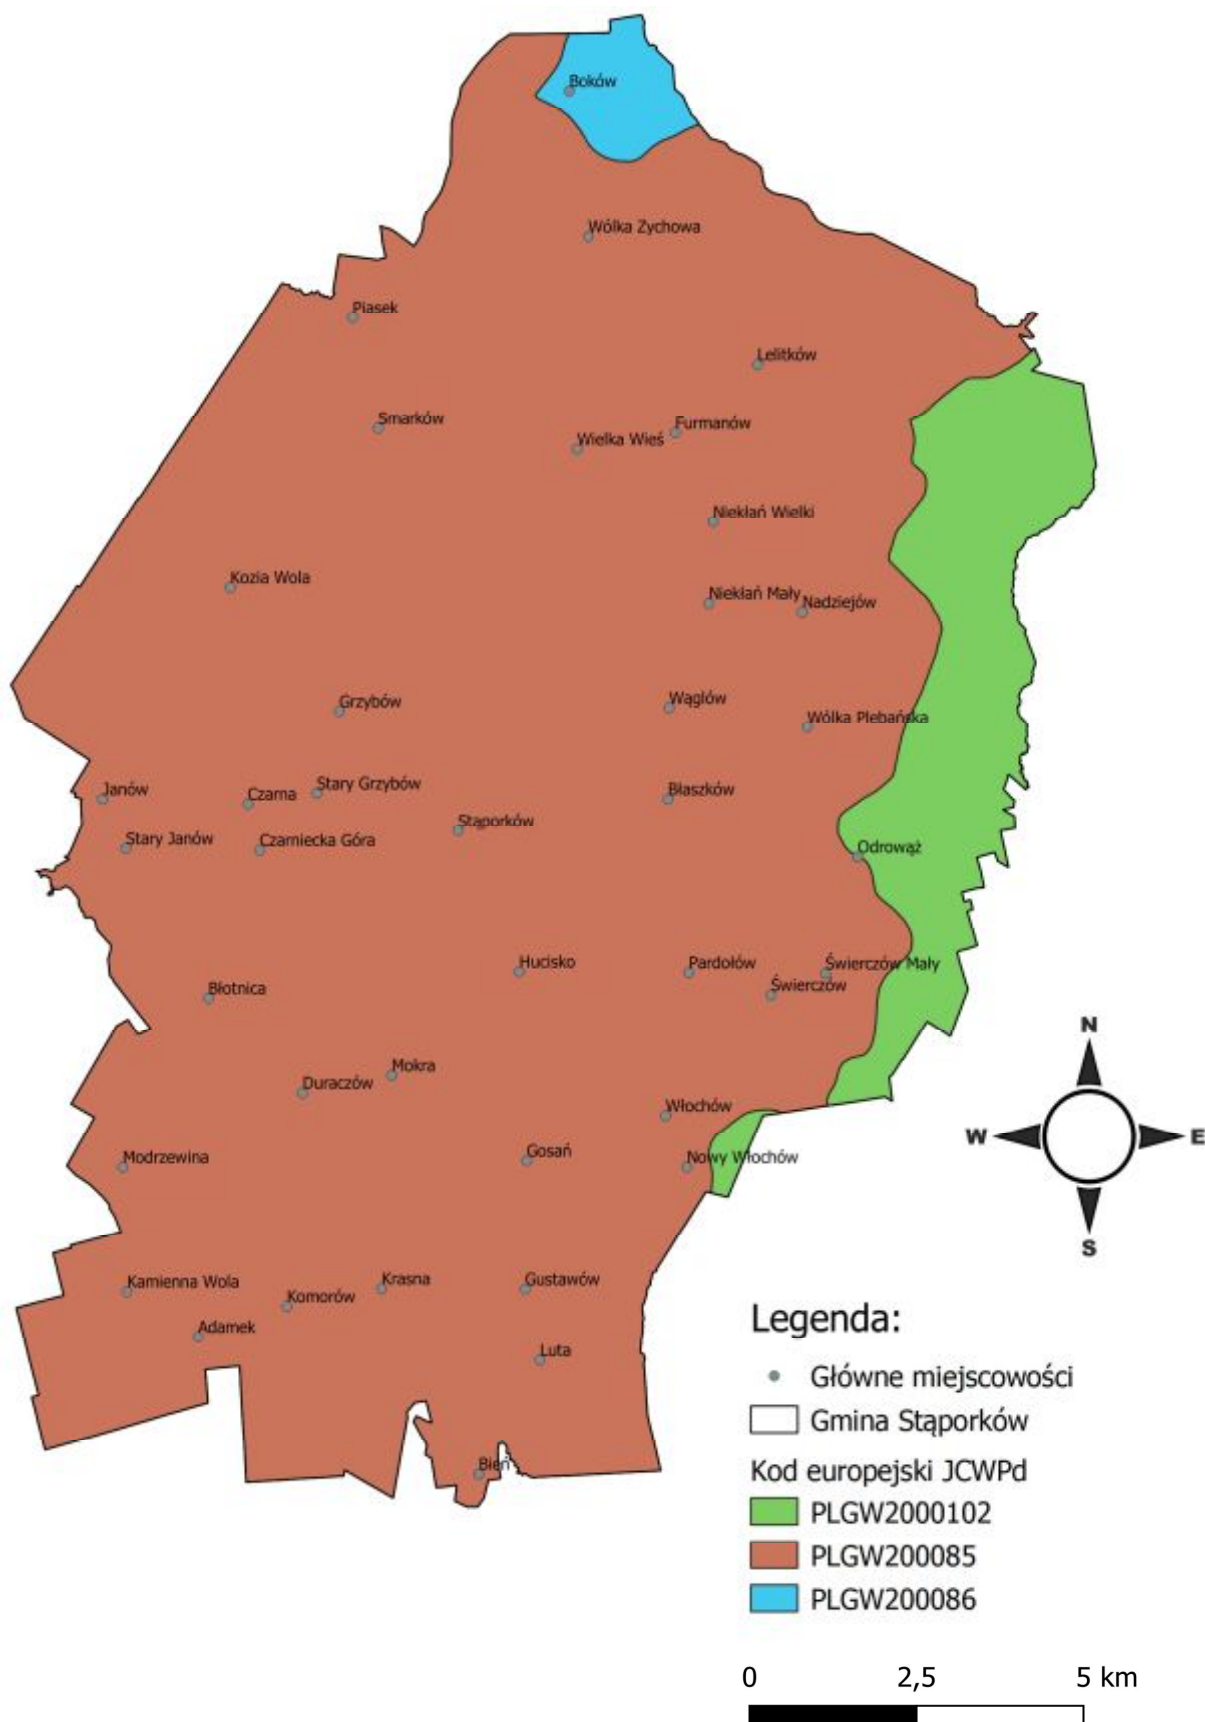 Boków
Wólka Zychowa
Piasek
Lelitków
Smarków
Furmanów
Wielka Wieś
Niekłań Wielki
Kozia Wola
Niekłań Mały
Nadziejów
Grzybów
Wąglów
Wólka Plebańska
Janów
Czarna
Stary Grzybów
Błaszków
Stąporków
Stary Janów
Czarniecka Góra
Odrowąż
Hucisko
Pardołów
Świerczów Mały
Świerczów
Błotnica
Mokra
Duraczów
Włochów
Gosań
Modrzewina
Nowy Włochów
Kamienna Wola
Krasna
Gustawów
Komorów
Adamek
Luta
Bień
N
W
E
S
Legenda:
Główne miejscowości
Gmina Stąporków
Kod europejski JCWPd
PLGW2000102
PLGW200085
PLGW200086
0 2,5 5 km